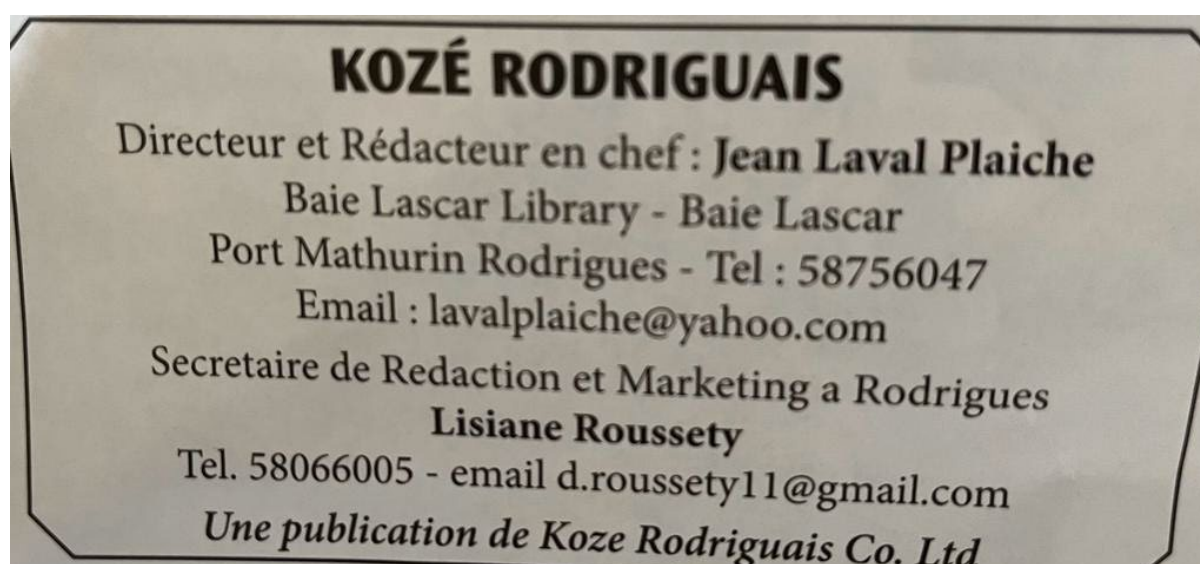 KOZÉ RODRIGUAIS
Directeur et Rédacteur en chef : Jean Laval Plaiche
Baie Lascar Library - Baie Lascar
Port Mathurin Rodrigues - Tel : 58756047
Email : lavalplaiche@yahoo.com
Secretaire de Redaction et Marketing a Rodrigues
Lisiane Roussety
Tel. 58066005 - email d.roussety11@gmail.com
Une publication de Koze Rodriguais Co. Ltd